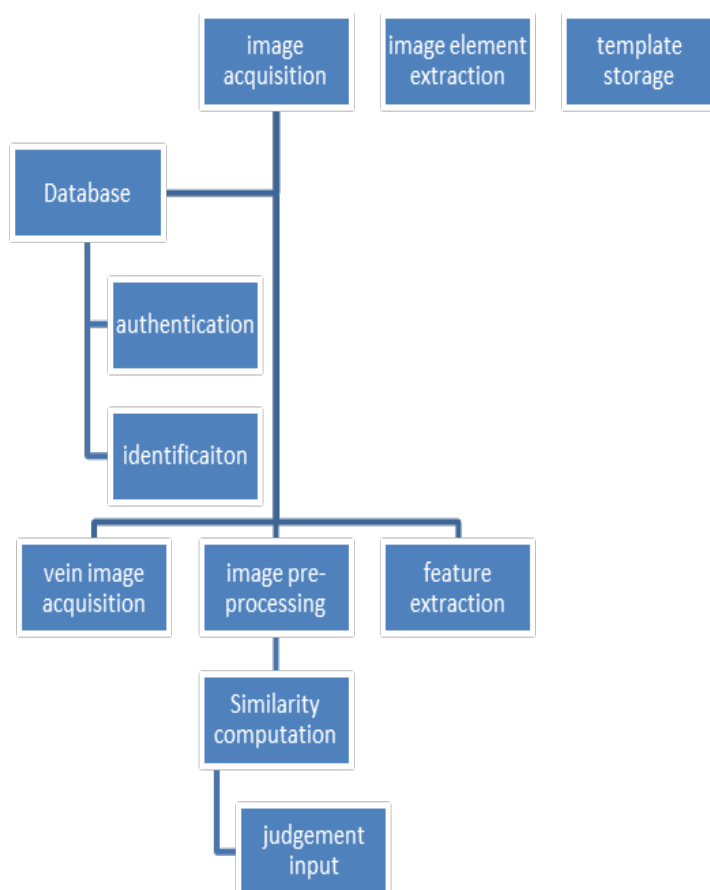 image
acquisition
image element
extraction
template
storage
Database
authentication
identificaiton
vein image
acquisition
image pre-
processing
feature
extraction
Similarity
computation
judgement
input